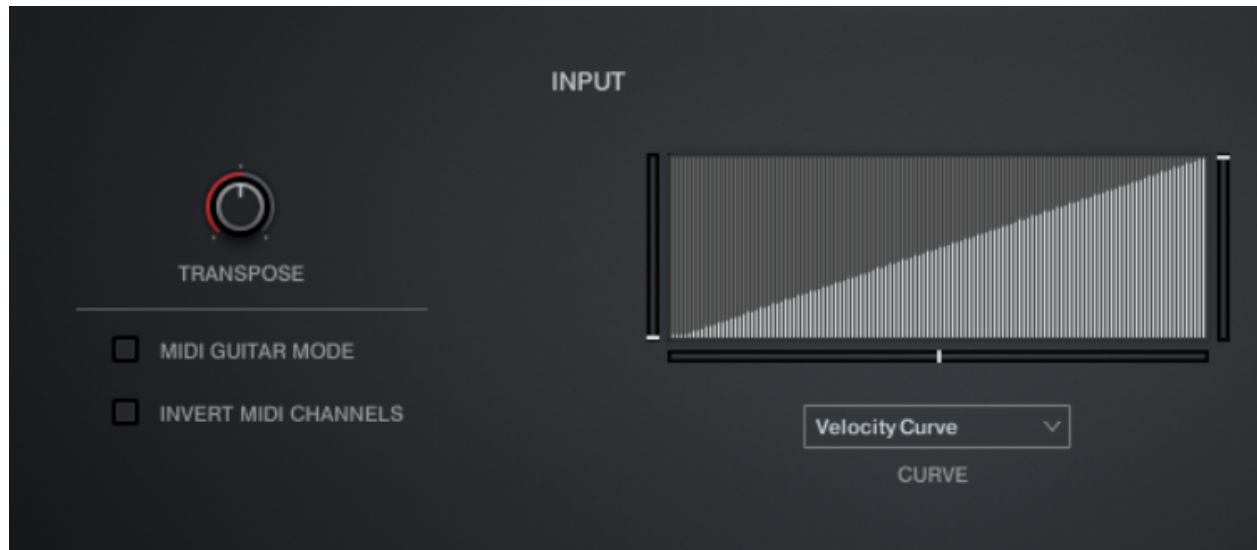 INPUT
TRANSPOSE
MIDI GUITAR MODE
INVERT MIDI CHANNELS
Velocity Curve
CURVE